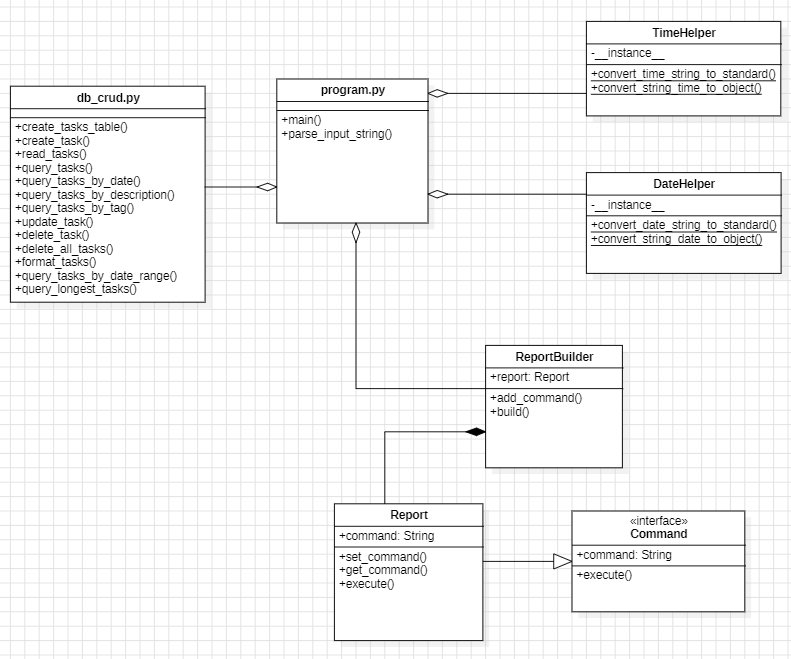 TimeHelper
-__instance__
+convert_time_string_to_standard()
+convert_string_time_to_object()
program.py
+main()
+parse_input_string()
db_crud.py
+create_tasks_table()
+create_task()
+read_tasks()
+query_tasks()
+query_tasks_by_date()
+query_tasks_by_description()
+query_tasks_by_tag()
+update_task()
+delete_task()
+delete_all_tasks()
+format_tasks()
+query_tasks_by_date_range()
+query_longest_tasks()
DateHelper
-__instance__
+convert_date_string_to_standard()
+convert_string_date_to_object()
ReportBuilder
+report: Report
+add_command()
+build()
Report
+command: String
+set_command()
+get_command()
+execute()
«interface»
Command
+command: String
+execute()